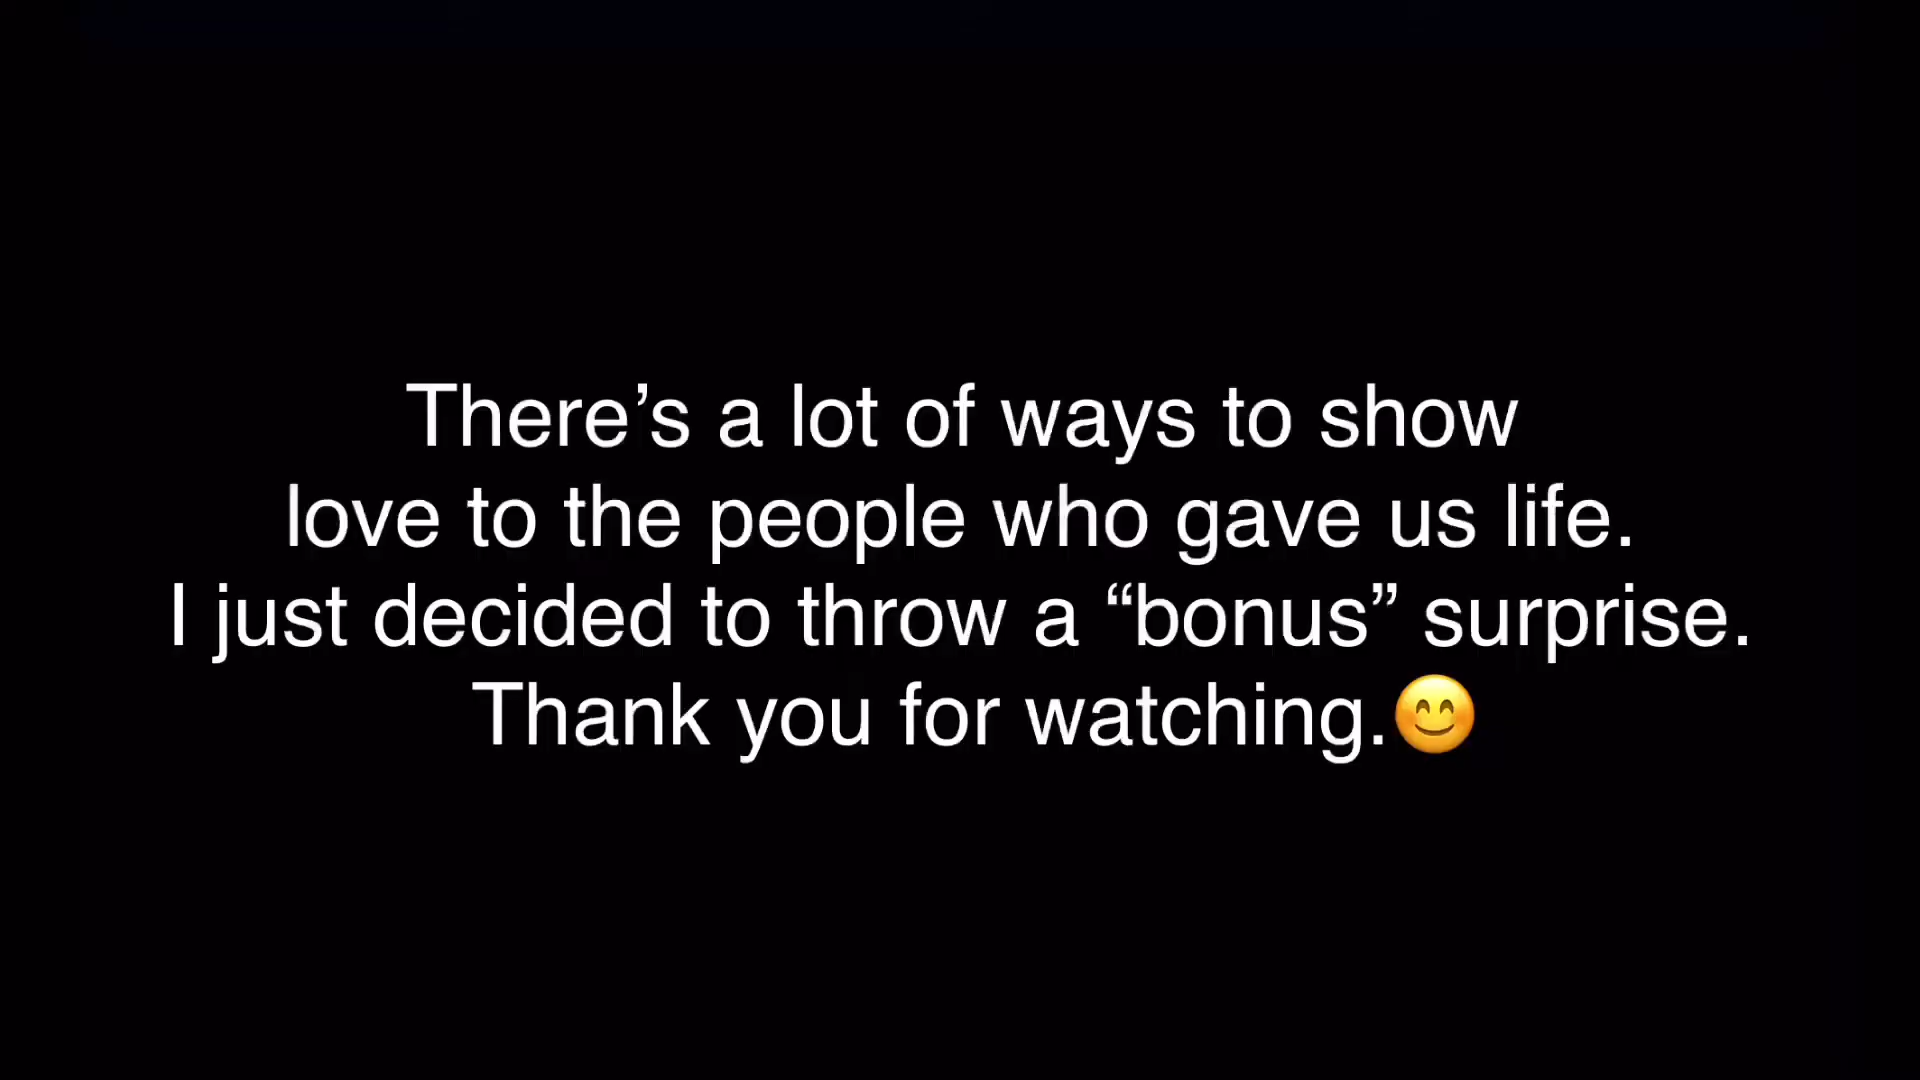 There’s a lot of ways to show
love to the people who gave us life.
I just decided to throw a “bonus” surprise.
Thank you for watching.😊